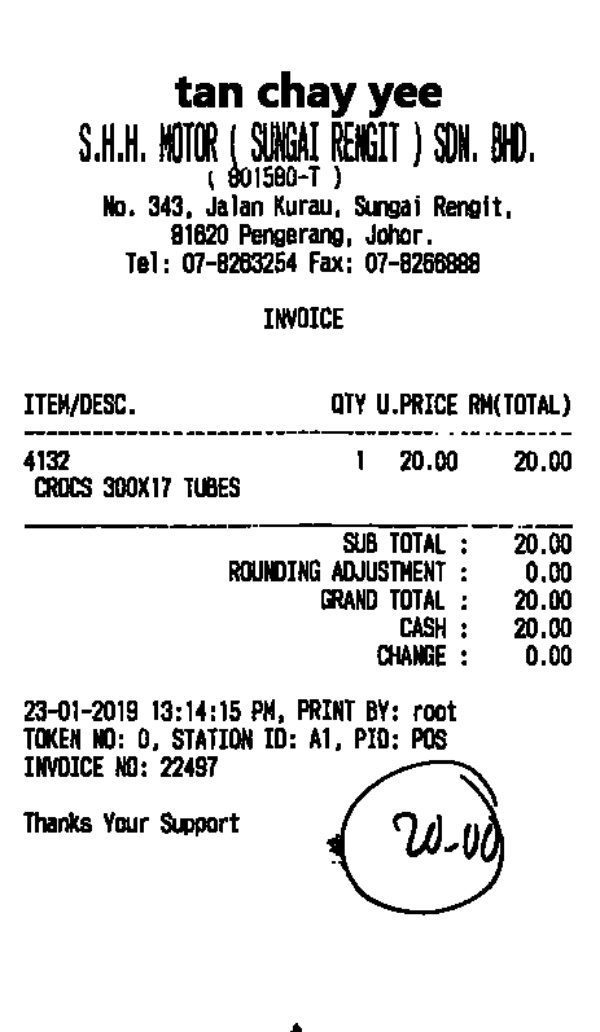 tan chay yee
S.H.H. MOTOR ( SUNGAI RENGIT ) SDN. BHD.
( 801580-T )
No. 343, Jalan Kurau, Sungai Rengit,
81620 Pengerang, Johor.
Tel: 07-8263254 Fax: 07-8266888
INVOICE
ITEM/DESC. QTY U.PRICE RM(TOTAL)
4132 1 20.00 20.00
CROCS 300X17 TUBES
SUB TOTAL : 20.00
ROUNDING ADJUSTMENT : 0.00
GRAND TOTAL : 20.00
CASH : 20.00
CHANGE : 0.00
23-01-2019 13:14:15 PM, PRINT BY: root
TOKEN NO: 0, STATION ID: A1, PID: POS
INVOICE NO: 22497
Thanks Your Support
20-00